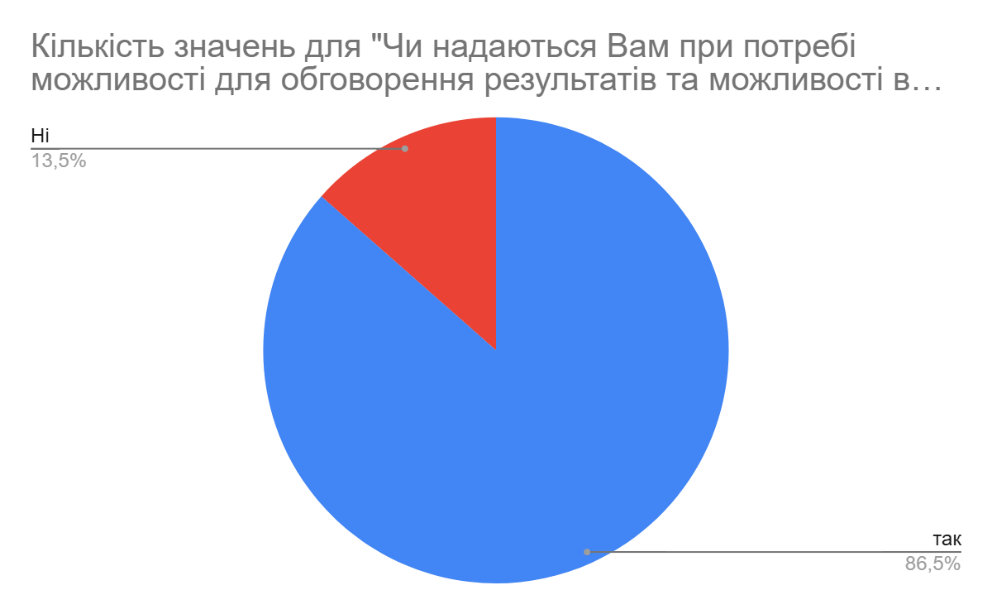 Кількість значень для "Чи надаються Вам при потребі
можливості для обговорення результатів та можливості в…
Ні
13,5%
так
86,5%